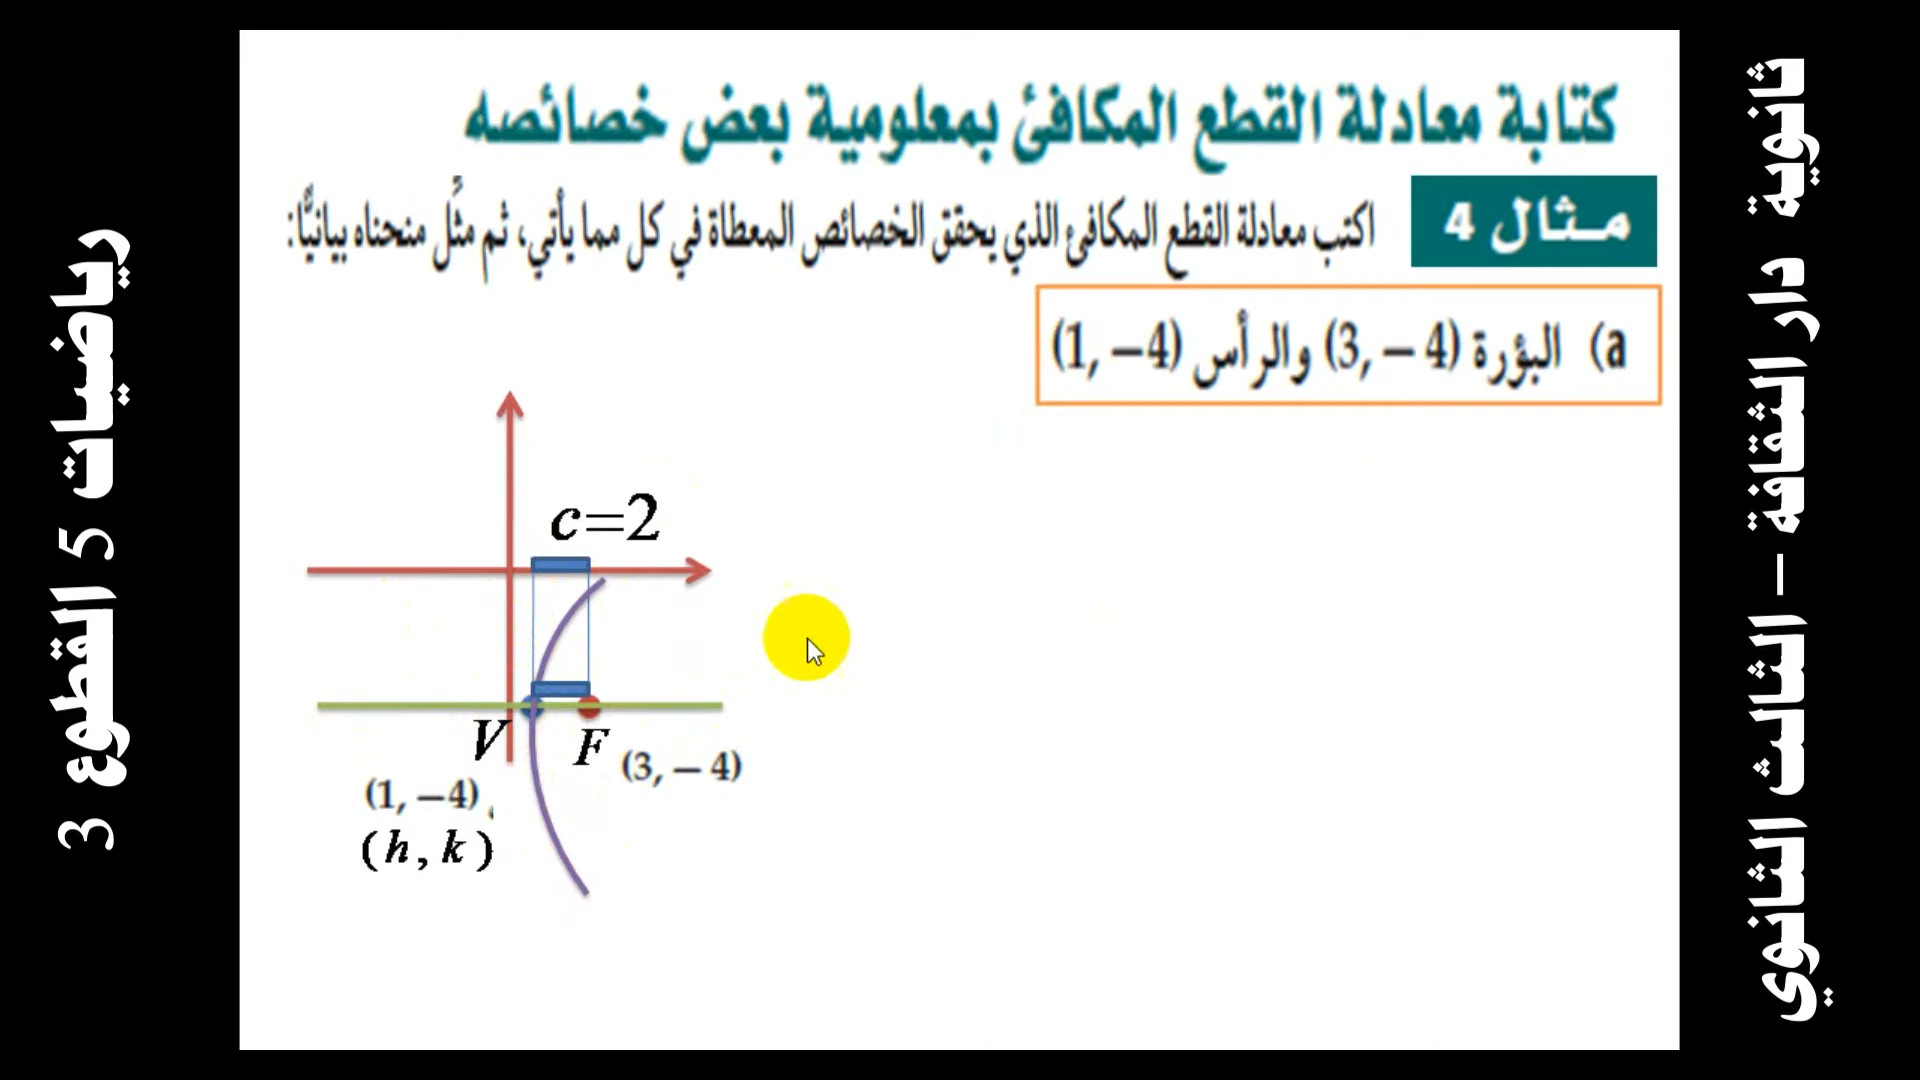 كتابة معادلة القطع المكافئ بمعلومية بعض خصائصه
مـثـال 4 اكتب معادلة القطع المكافئ الذي يحقق الخصائص المعطاة في كل مما يأتي، ثم مثِّل منحناه بيانيًّا:
a) البؤرة (3, −4) والرأس (1, −4)
c=2
V
F (3, − 4)
(1, −4)
(h, k)
ثانوية دار الثقافة – الثالث الثانوي
رياضيات 5 القطوع 3